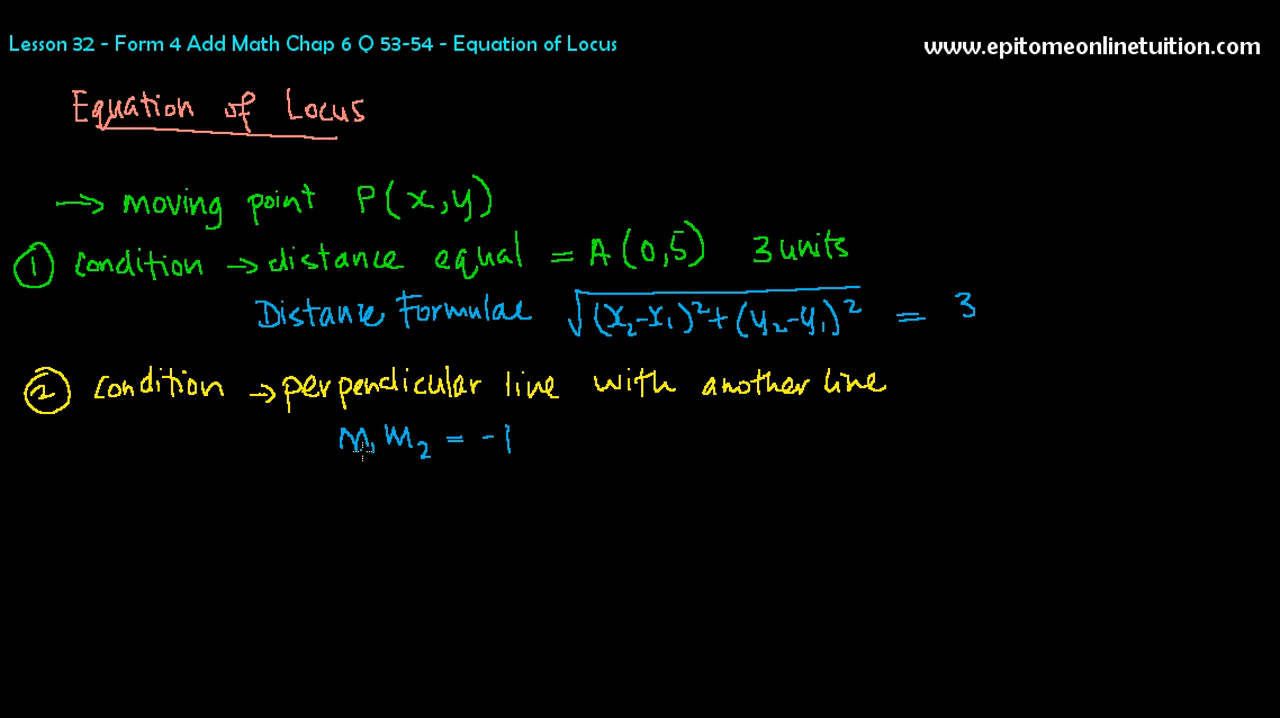 Lesson 32 - Form 4 Add Math Chap 6 Q 53-54 - Equation of Locus
www.epitomeonlinetuition.com
Equation of Locus
→ moving point P(x,y)
① condition → distance equal = A(0,5) 3 units
Distance Formulae √(x₂-x₁)²+(y₂-y₁)² = 3
② condition → perpendicular line with another line
m₁ m₂ = -1